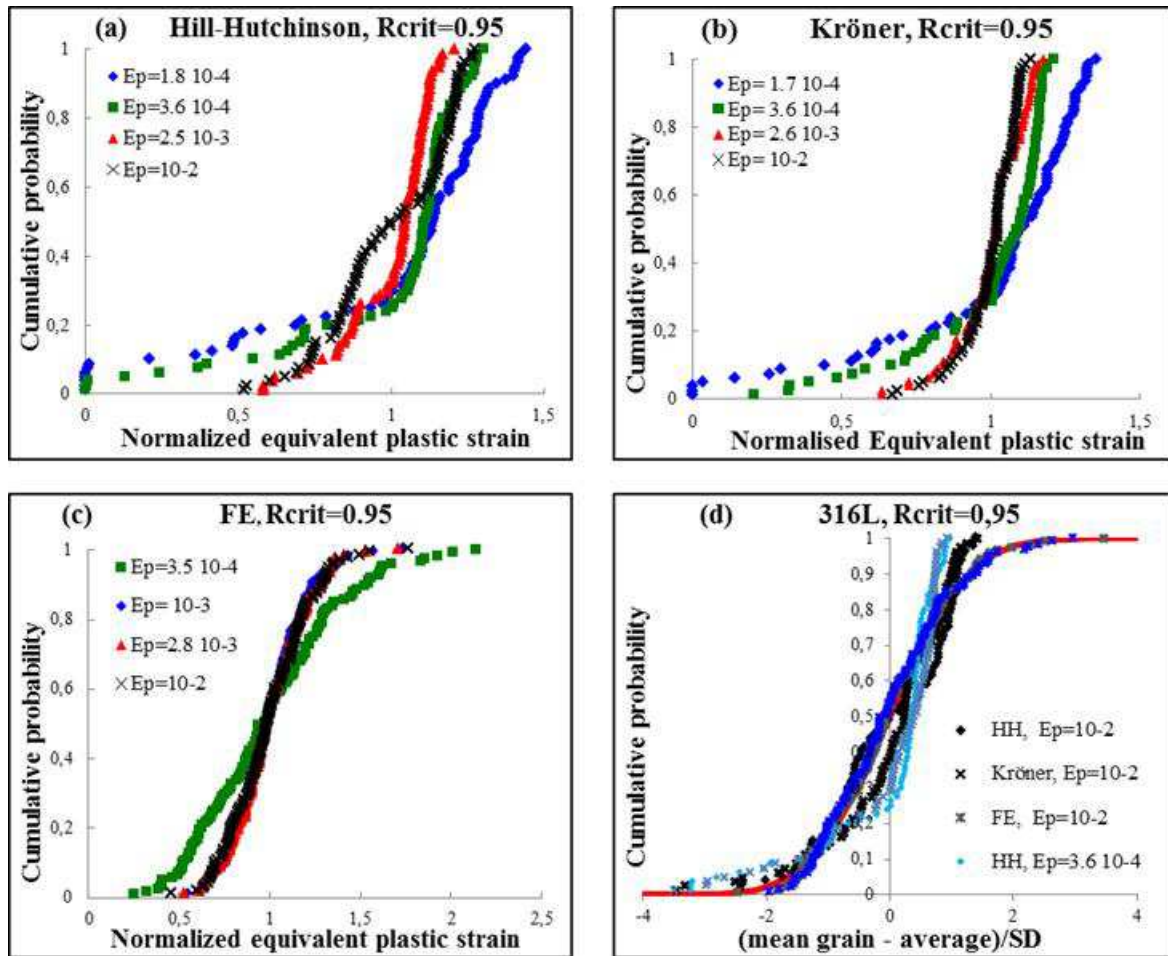 (a) Hill-Hutchinson, Rcrit=0.95
Ep=1.8 10-4
Ep=3.6 10-4
Ep=2.5 10-3
Ep=10-2
Cumulative probability
1
0,8
0,6
0,4
0,2
0
0
0,5
1
1,5
Normalized equivalent plastic strain
(b) Kröner, Rcrit=0.95
Ep= 1.7 10-4
Ep= 3.6 10-4
Ep= 2.6 10-3
Ep= 10-2
Cumulative probability
1
0,8
0,6
0,4
0,2
0
0
0,5
1
1,5
Normalised Equivalent plastic strain
(c) FE, Rcrit=0.95
Ep=3.5 10-4
Ep= 10-3
Ep=2.8 10-3
Ep=10-2
Cumulative probability
1
0,8
0,6
0,4
0,2
0
0
0,5
1
1,5
2
2,5
Normalized equivalent plastic strain
(d) 316L, Rcrit=0,95
Cumulative probability
1
0,9
0,8
0,7
0,6
0,5
0,2
0,1
0
HH, Ep=10-2
Kröner, Ep=10-2
FE, Ep=10-2
HH, Ep=3.6 10-4
-4
-2
0
2
4
(mean grain - average)/SD